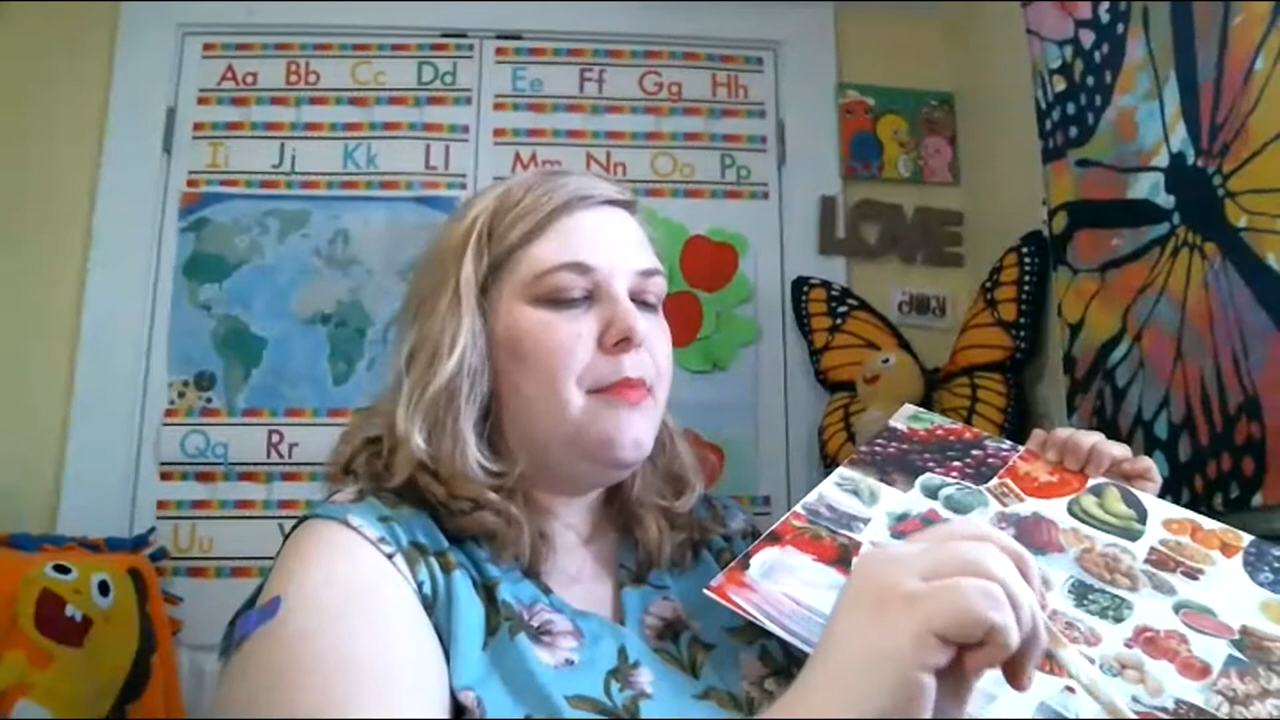 Aa Bb Cc Dd
Ee Ff Gg Hh
Ii Jj Kk Ll
Mm Nn Oo Pp
LOVE
JOY
Qq Rr
Uu